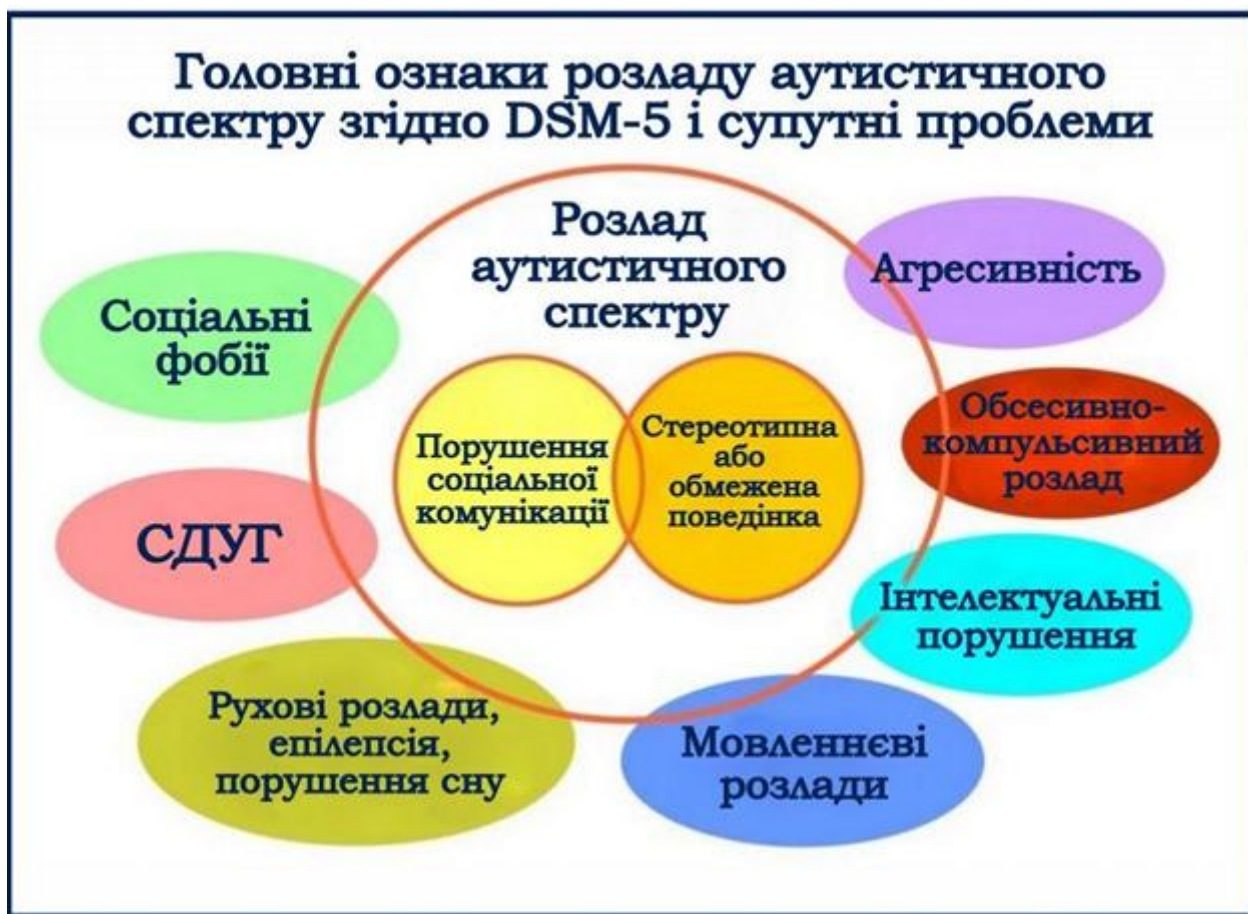 Головні ознаки розладу аутистичного
спектру згідно DSM-5 і супутні проблеми
Розлад
аутистичного
спектру
Соціальні
фобії
Агресивність
Порушення
соціальної
комунікації
Стереотипна
або
обмежена
поведінка
Обсесивно-
компульсивний
розлад
СДУГ
Інтелектуальні
порушення
Рухові розлади,
епілепсія,
порушення сну
Мовленнєві
розлади